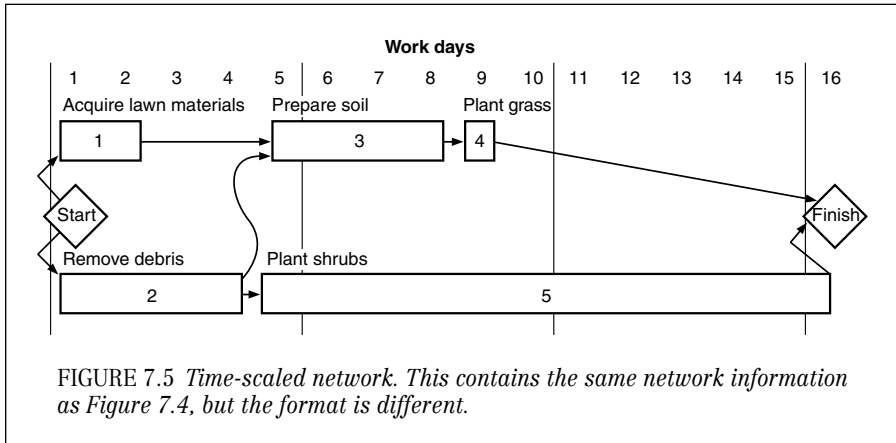 Work days
1 2 3 4 5 6 7 8 9 10 11 12 13 14 15 16
Acquire lawn materials Prepare soil Plant grass
1 3 4
Start Finish
Remove debris Plant shrubs
2 5
FIGURE 7.5 Time-scaled network. This contains the same network information
as Figure 7.4, but the format is different.